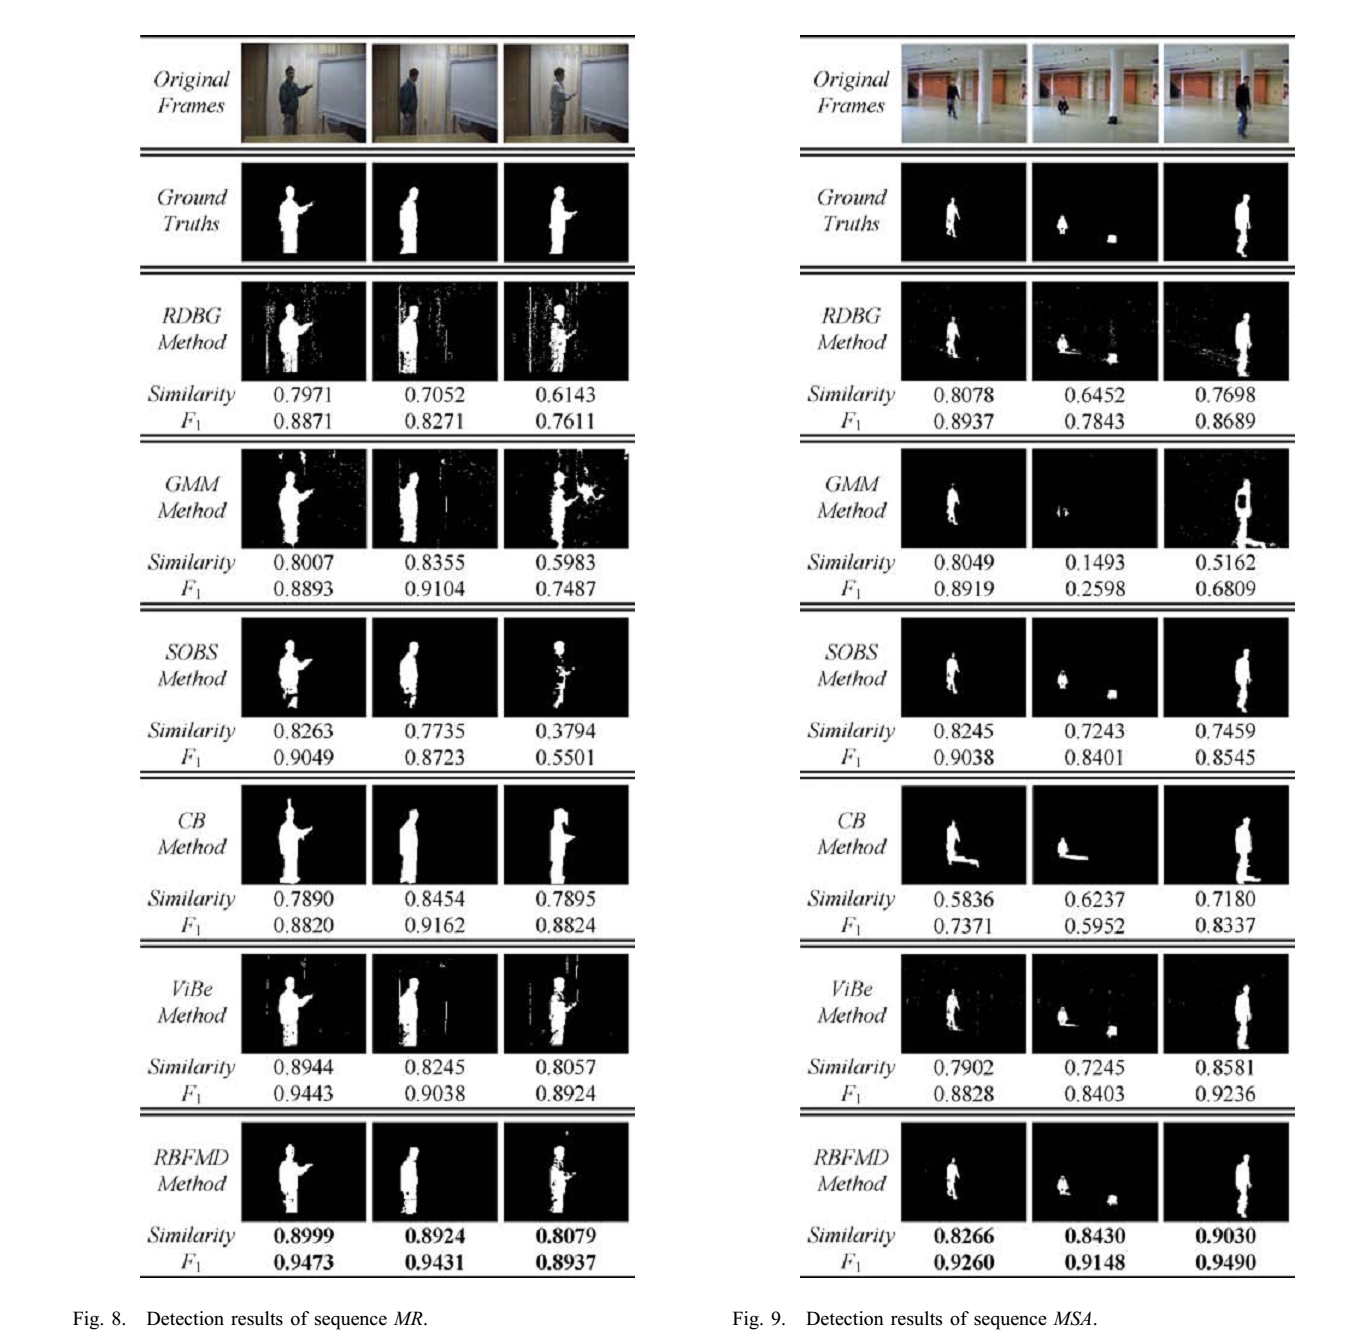 Original
Frames
Ground
Truths
RDBG
Method
Similarity 0.7971 0.7052 0.6143
F1 0.8871 0.8271 0.7611
GMM
Method
Similarity 0.8007 0.8355 0.5983
F1 0.8893 0.9104 0.7487
SOBS
Method
Similarity 0.8263 0.7735 0.3794
F1 0.9049 0.8723 0.5501
CB
Method
Similarity 0.7890 0.8454 0.7895
F1 0.8820 0.9162 0.8824
ViBe
Method
Similarity 0.8944 0.8245 0.8057
F1 0.9443 0.9038 0.8924
RBFMD
Method
Similarity 0.8999 0.8924 0.8079
F1 0.9473 0.9431 0.8937
Fig. 8. Detection results of sequence MR.
Original
Frames
Ground
Truths
RDBG
Method
Similarity 0.8078 0.6452 0.7698
F1 0.8937 0.7843 0.8689
GMM
Method
Similarity 0.8049 0.1493 0.5162
F1 0.8919 0.2598 0.6809
SOBS
Method
Similarity 0.8245 0.7243 0.7459
F1 0.9038 0.8401 0.8545
CB
Method
Similarity 0.5836 0.6237 0.7180
F1 0.7371 0.5952 0.8337
ViBe
Method
Similarity 0.7902 0.7245 0.8581
F1 0.8828 0.8403 0.9236
RBFMD
Method
Similarity 0.8266 0.8430 0.9030
F1 0.9260 0.9148 0.9490
Fig. 9. Detection results of sequence MSA.